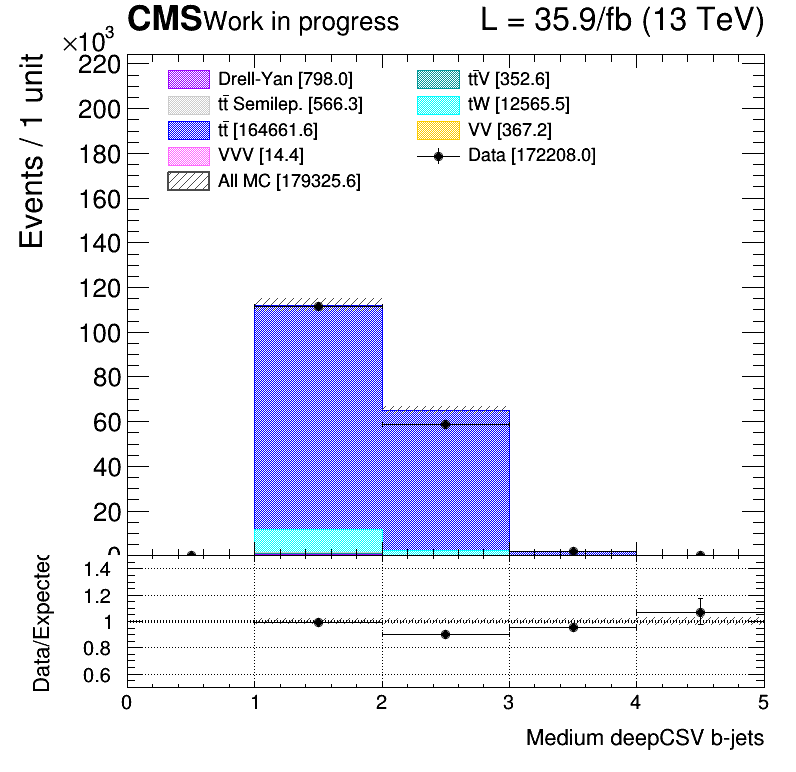 CMS Work in progress L = 35.9/fb (13 TeV)
×10³
Events / 1 unit
220
200
180
160
140
120
100
80
60
40
20
0
Drell-Yan [798.0]
tt̄ Semilep. [566.3]
tt̄ [164661.6]
VVV [14.4]
All MC [179325.6]
tt̄V [352.6]
tW [12565.5]
VV [367.2]
Data [172208.0]
Data/Expected
1.4
1.2
1
0.8
0.6
0 1 2 3 4 5
Medium deepCSV b-jets